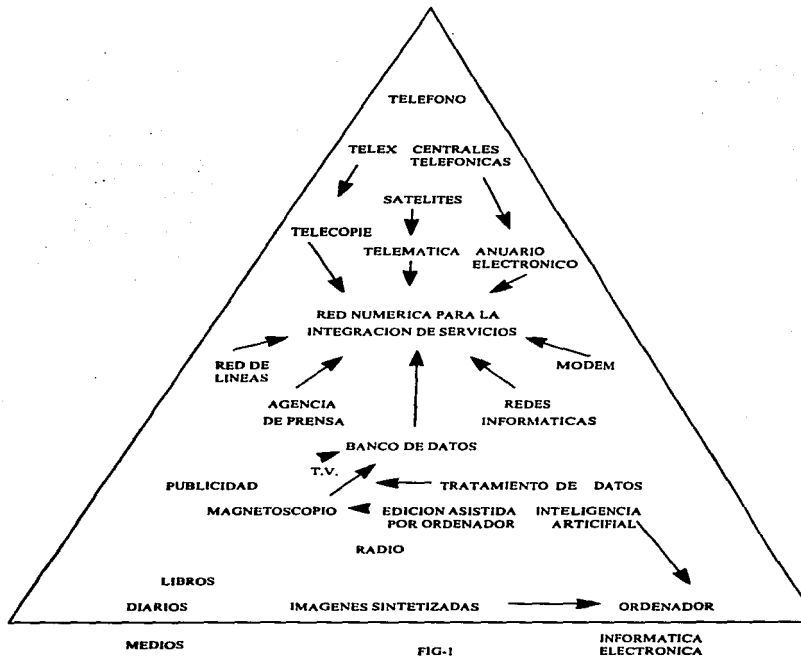 TELEFONO
TELEX CENTRALES
TELEFONICAS
SATELITES
TELECOPIE
TELEMATICA ANUARIO
ELECTRONICO
RED NUMERICA PARA LA
INTEGRACION DE SERVICIOS
RED DE
LINEAS
MODEM
AGENCIA
DE PRENSA
REDES
INFORMATICAS
BANCO DE DATOS
T.V.
PUBLICIDAD
TRATAMIENTO DE DATOS
MAGNETOSCOPIO
EDICION ASISTIDA
POR ORDENADOR
INTELIGENCIA
ARTICIFIAL
RADIO
LIBROS
DIARIOS
IMAGENES SINTETIZADAS
ORDENADOR
MEDIOS
FIG-1
INFORMATICA
ELECTRONICA